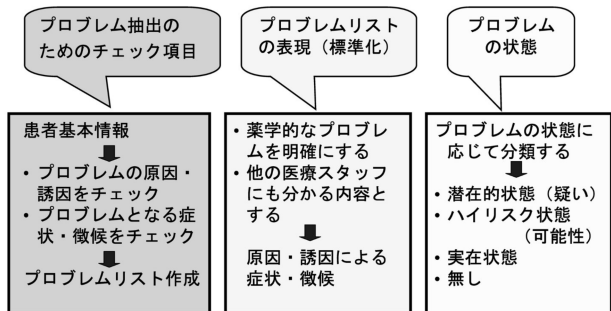 プロブレム抽出の
ためのチェック項目
プロブレムリスト
の表現（標準化）
プロブレム
の状態
患者基本情報
• プロブレムの原因・
誘因をチェック
• プロブレムとなる症
状・徴候をチェック
プロブレムリスト作成
• 薬学的なプロブレ
ムを明確にする
• 他の医療スタッフ
にも分かる内容と
する
原因・誘因による
症状・徴候
プロブレムの状態に
応じて分類する
• 潜在的状態（疑い）
• ハイリスク状態
（可能性）
• 実在状態
• 無し